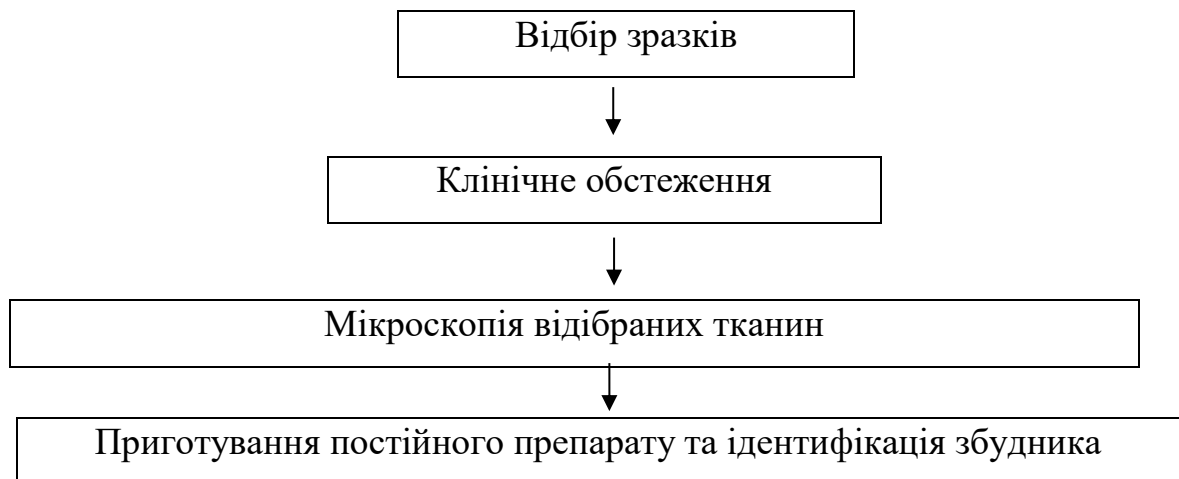 Відбір зразків
Клінічне обстеження
Мікроскопія відібраних тканин
Приготування постійного препарату та ідентифікація збудника